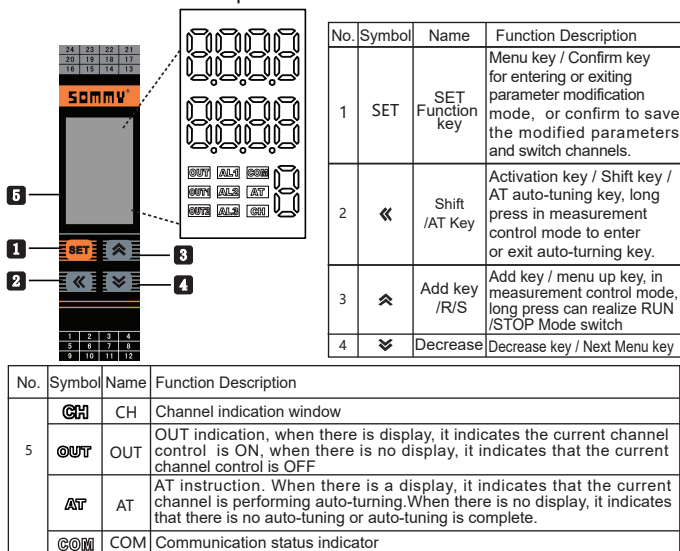 24 23 22 21
20 19 18 17
16 15 14 13
SOMMY
OUT AL1 COM
OUT1 AL2 AT
OUT2 AL3 CH
5
1
SET
3
2
4
1 2 3 4
5 6 7 8
9 10 11 12
No. Symbol Name Function Description
1 SET SET Function key
Menu key / Confirm key
for entering or exiting
parameter modification
mode, or confirm to save
the modified parameters
and switch channels.
2 « Shift /AT Key
Activation key / Shift key /
AT auto-tuning key, long
press in measurement
control mode to enter
or exit auto-turning key.
3 Add key /R/S
Add key / menu up key, in
measurement control mode,
long press can realize RUN
/STOP Mode switch
4 Decrease Decrease key / Next Menu key
No. Symbol Name Function Description
5
CH CH Channel indication window
OUT OUT
OUT indication, when there is display, it indicates the current channel
control is ON, when there is no display, it indicates that the current
channel control is OFF
AT AT
AT instruction. When there is a display, it indicates that the current
channel is performing auto-turning.When there is no display, it indicates
that there is no auto-tuning or auto-tuning is complete.
COM COM Communication status indicator